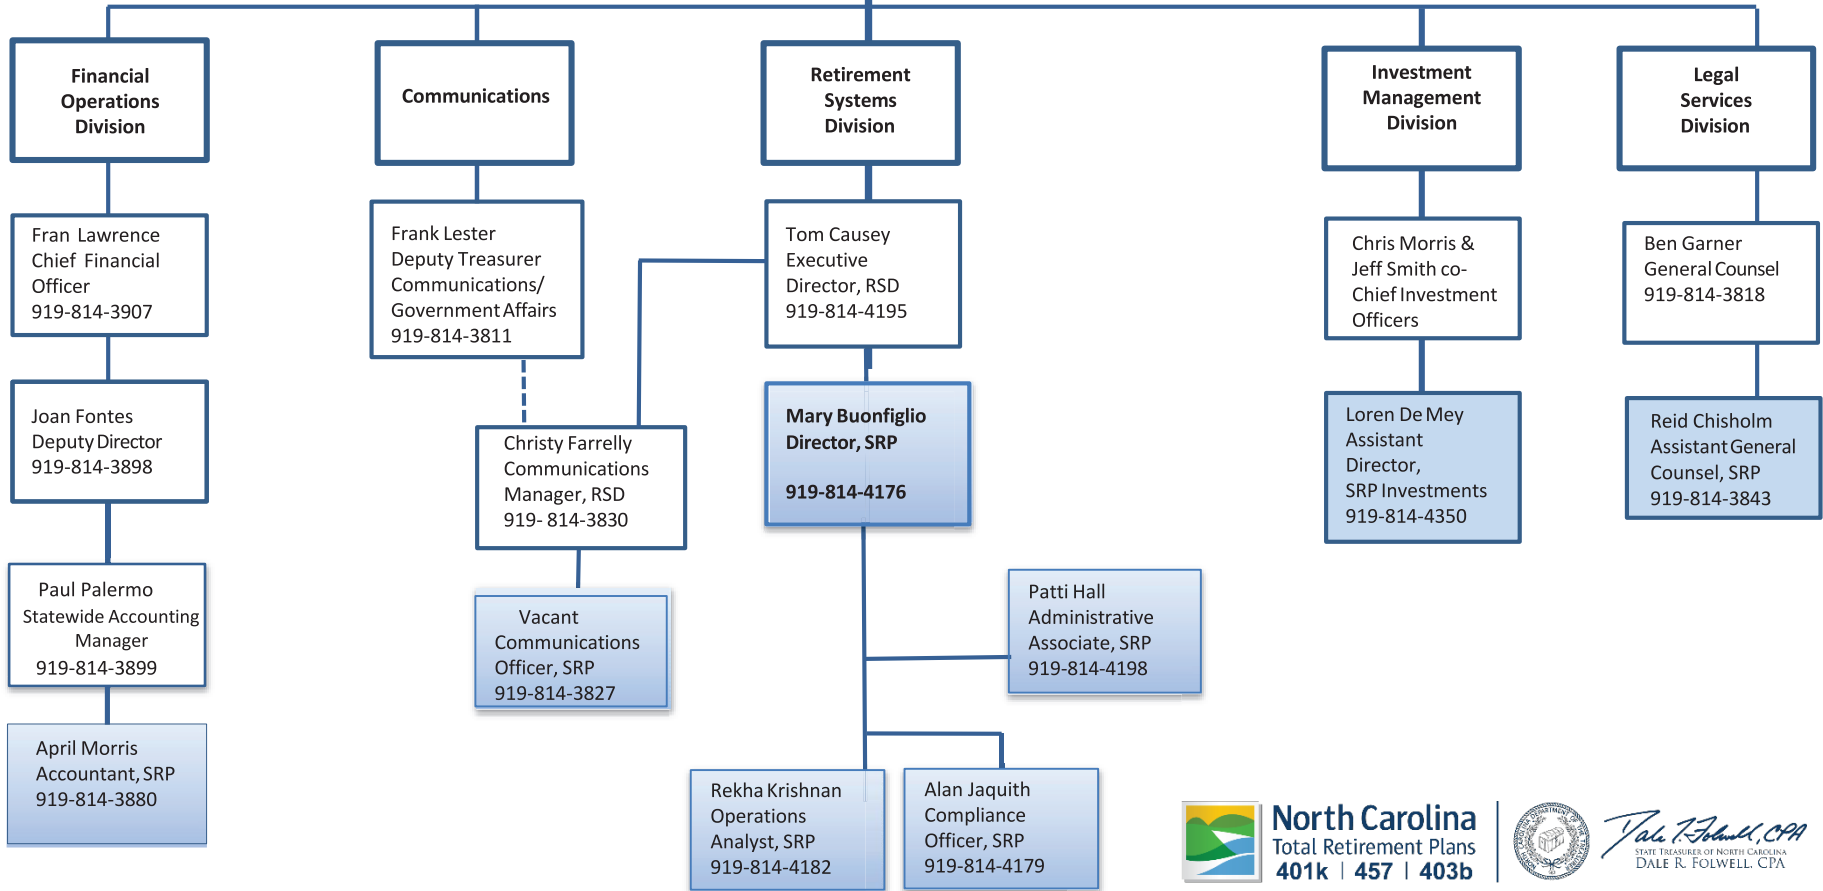 Financial
Operations
Division
Communications
Retirement
Systems
Division
Investment
Management
Division
Legal
Services
Division
Fran Lawrence
Chief Financial
Officer
919-814-3907
Frank Lester
Deputy Treasurer
Communications/
Government Affairs
919-814-3811
Tom Causey
Executive
Director, RSD
919-814-4195
Chris Morris &
Jeff Smith co-
Chief Investment
Officers
Ben Garner
General Counsel
919-814-3818
Joan Fontes
Deputy Director
919-814-3898
Christy Farrelly
Communications
Manager, RSD
919- 814-3830
Mary Buonfiglio
Director, SRP
919-814-4176
Loren De Mey
Assistant
Director,
SRP Investments
919-814-4350
Reid Chisholm
Assistant General
Counsel, SRP
919-814-3843
Paul Palermo
Statewide Accounting
Manager
919-814-3899
Vacant
Communications
Officer, SRP
919-814-3827
Patti Hall
Administrative
Associate, SRP
919-814-4198
April Morris
Accountant, SRP
919-814-3880
Rekha Krishnan
Operations
Analyst, SRP
919-814-4182
Alan Jaquith
Compliance
Officer, SRP
919-814-4179
North Carolina
Total Retirement Plans
401k | 457 | 403b
Dale R. Folwell, CPA
STATE TREASURER OF NORTH CAROLINA
DALE R. FOLWELL, CPA